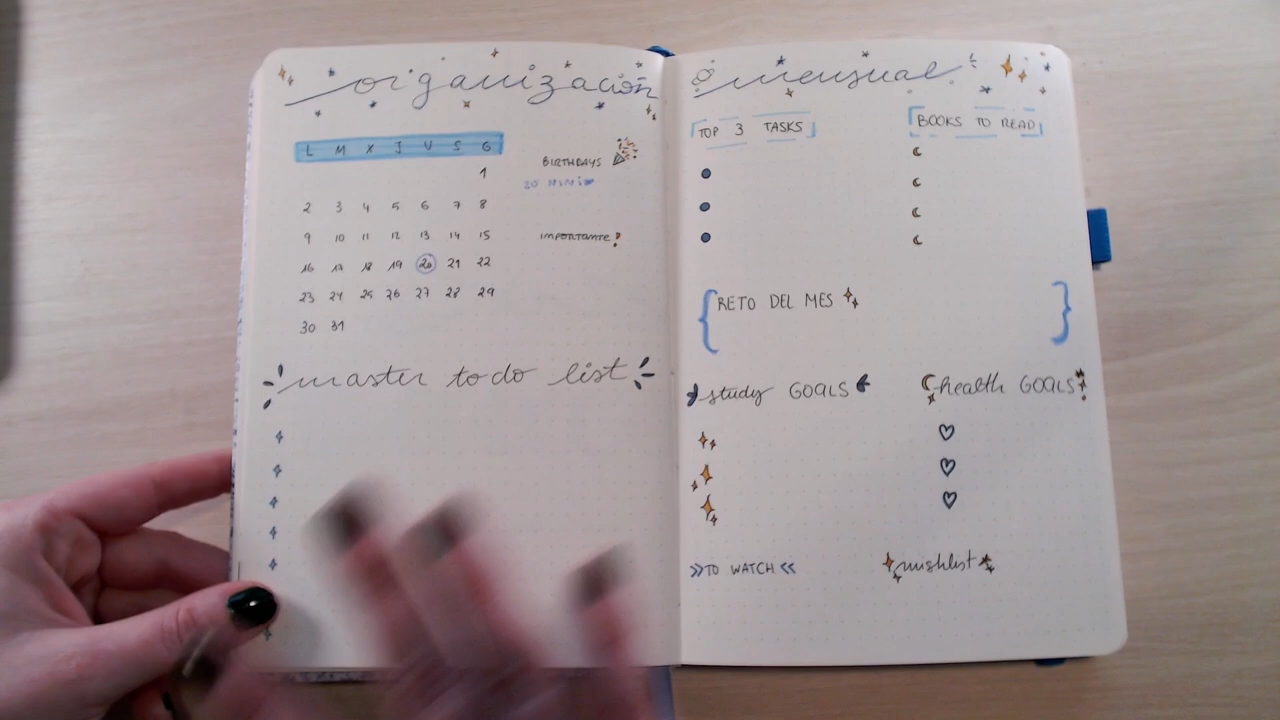 organización mensual
L M X J V S G
1
BIRTHDAYS
20 MiMi
2 3 4 5 6 7 8
9 10 11 12 13 14 15
IMPORTANTE!
16 17 18 19 20 21 22
23 24 25 26 27 28 29
30 31
master to do list
TOP 3 TASKS
BOOKS TO READ
{RETO DEL MES }
study GOALS
health GOALS
»TO WATCH«
wishlist